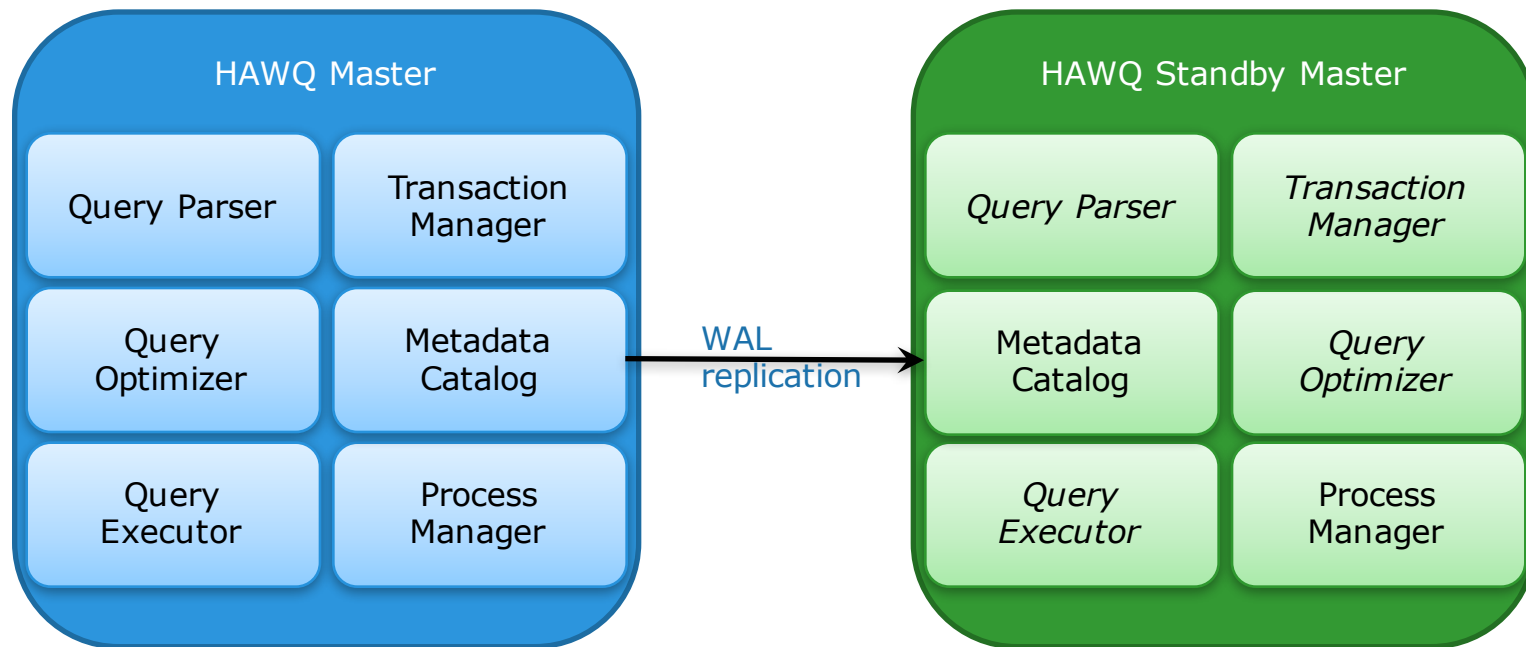 HAWQ Master
Query Parser
Transaction
Manager
Query
Optimizer
Metadata
Catalog
Query
Executor
Process
Manager
WAL
replication
HAWQ Standby Master
Query Parser
Transaction
Manager
Metadata
Catalog
Query
Optimizer
Query
Executor
Process
Manager